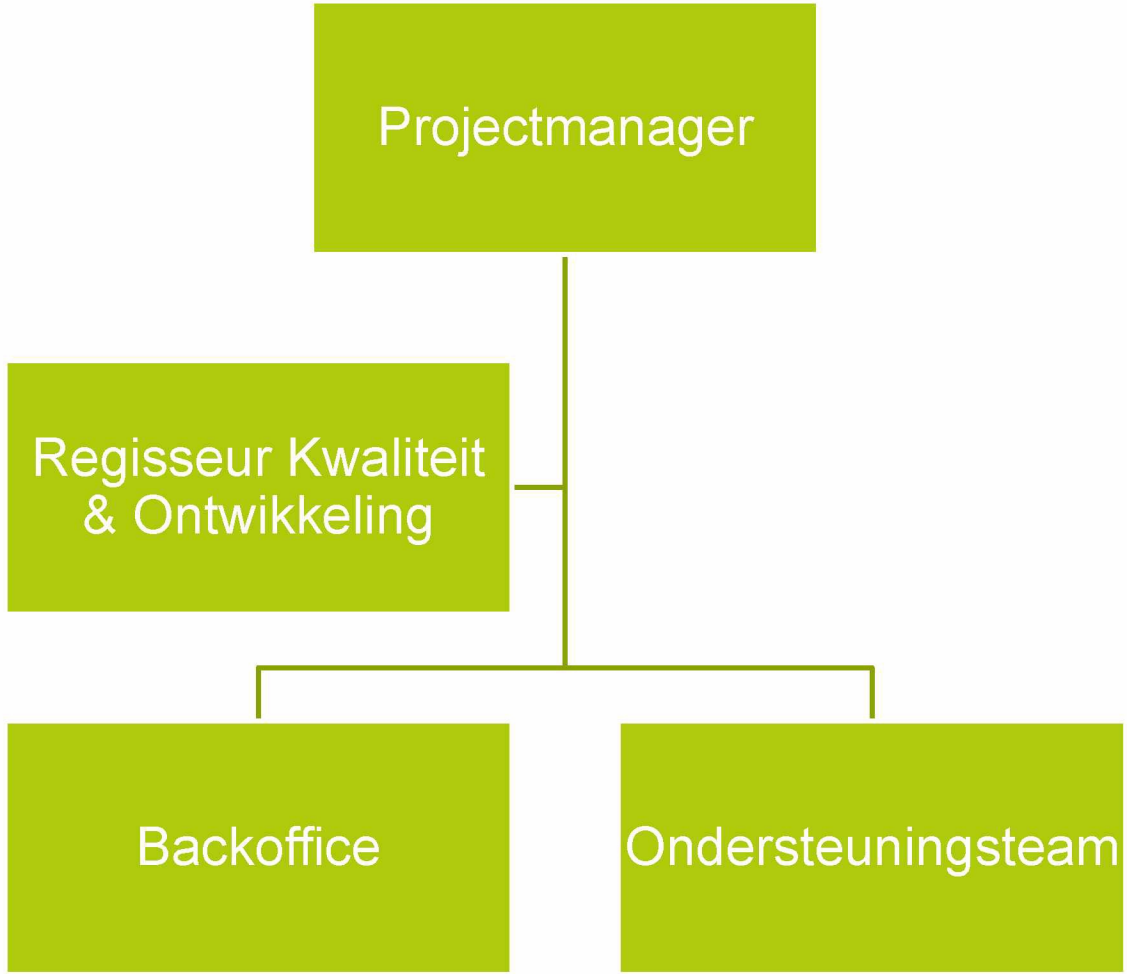 Projectmanager
Regisseur Kwaliteit
& Ontwikkeling
Backoffice
Ondersteuningsteam